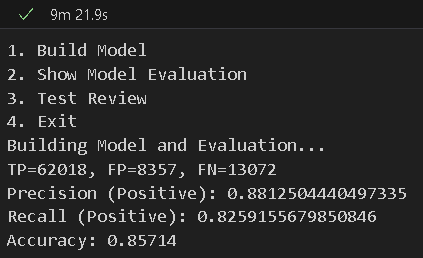 9m 21.9s
1. Build Model
2. Show Model Evaluation
3. Test Review
4. Exit
Building Model and Evaluation...
TP=62018, FP=8357, FN=13072
Precision (Positive): 0.8812504440497335
Recall (Positive): 0.8259155679850846
Accuracy: 0.85714